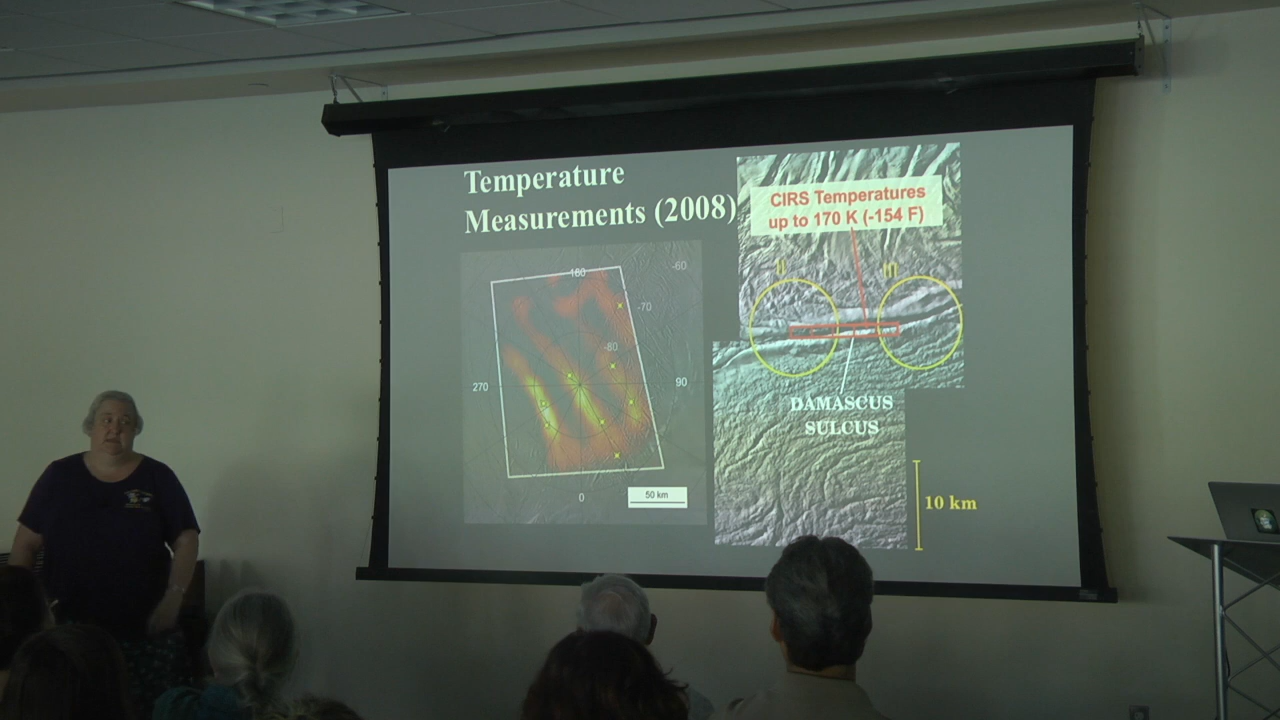 Temperature
Measurements (2008)
CIRS Temperatures
up to 170 K (-154 F)
II
III
180
-60
-70
-80
270
90
0
50 km
DAMASCUS
SULCUS
10 km